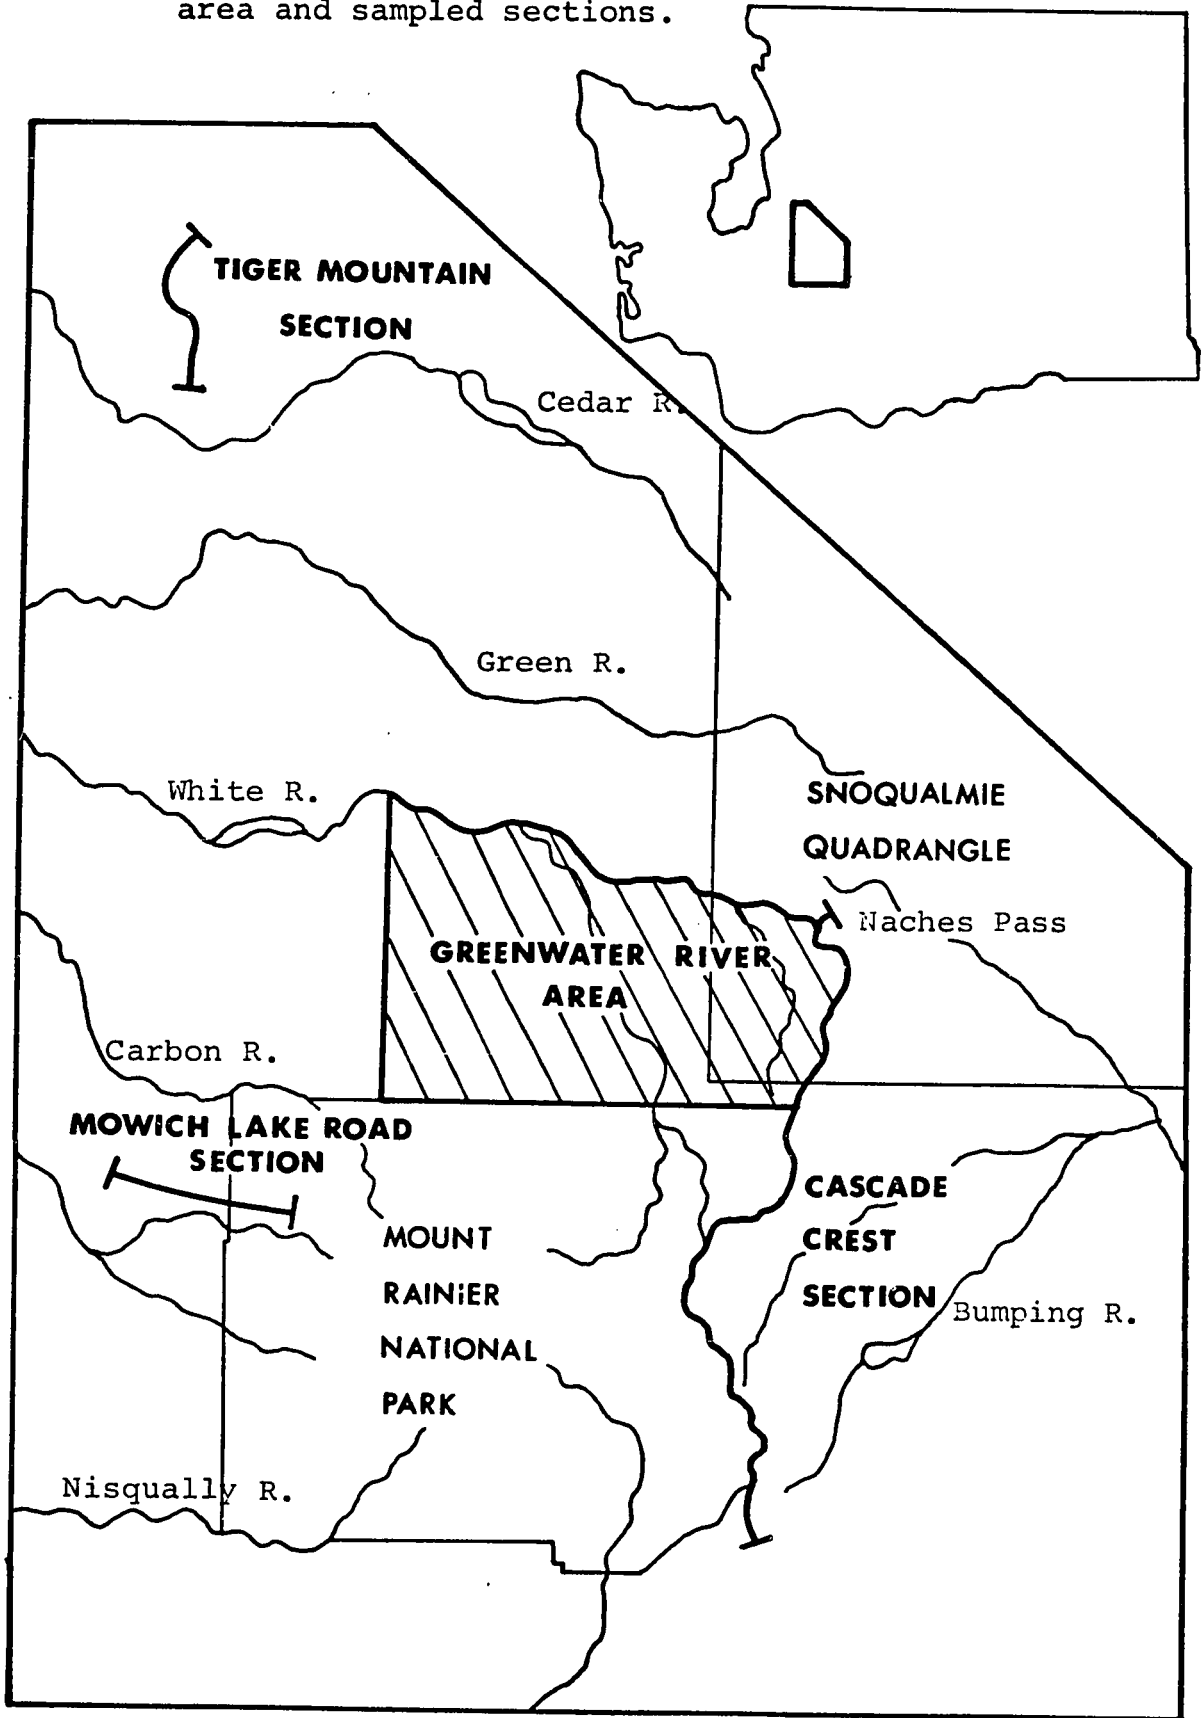 area and sampled sections.
TIGER MOUNTAIN
SECTION
Cedar R.
Green R.
White R.
SNOQUALMIE
QUADRANGLE
Naches Pass
GREENWATER RIVER
AREA
Carbon R.
MOWICH LAKE ROAD
SECTION
CASCADE
CREST
SECTION
MOUNT
RAINIER
NATIONAL
PARK
Bumping R.
Nisqually R.